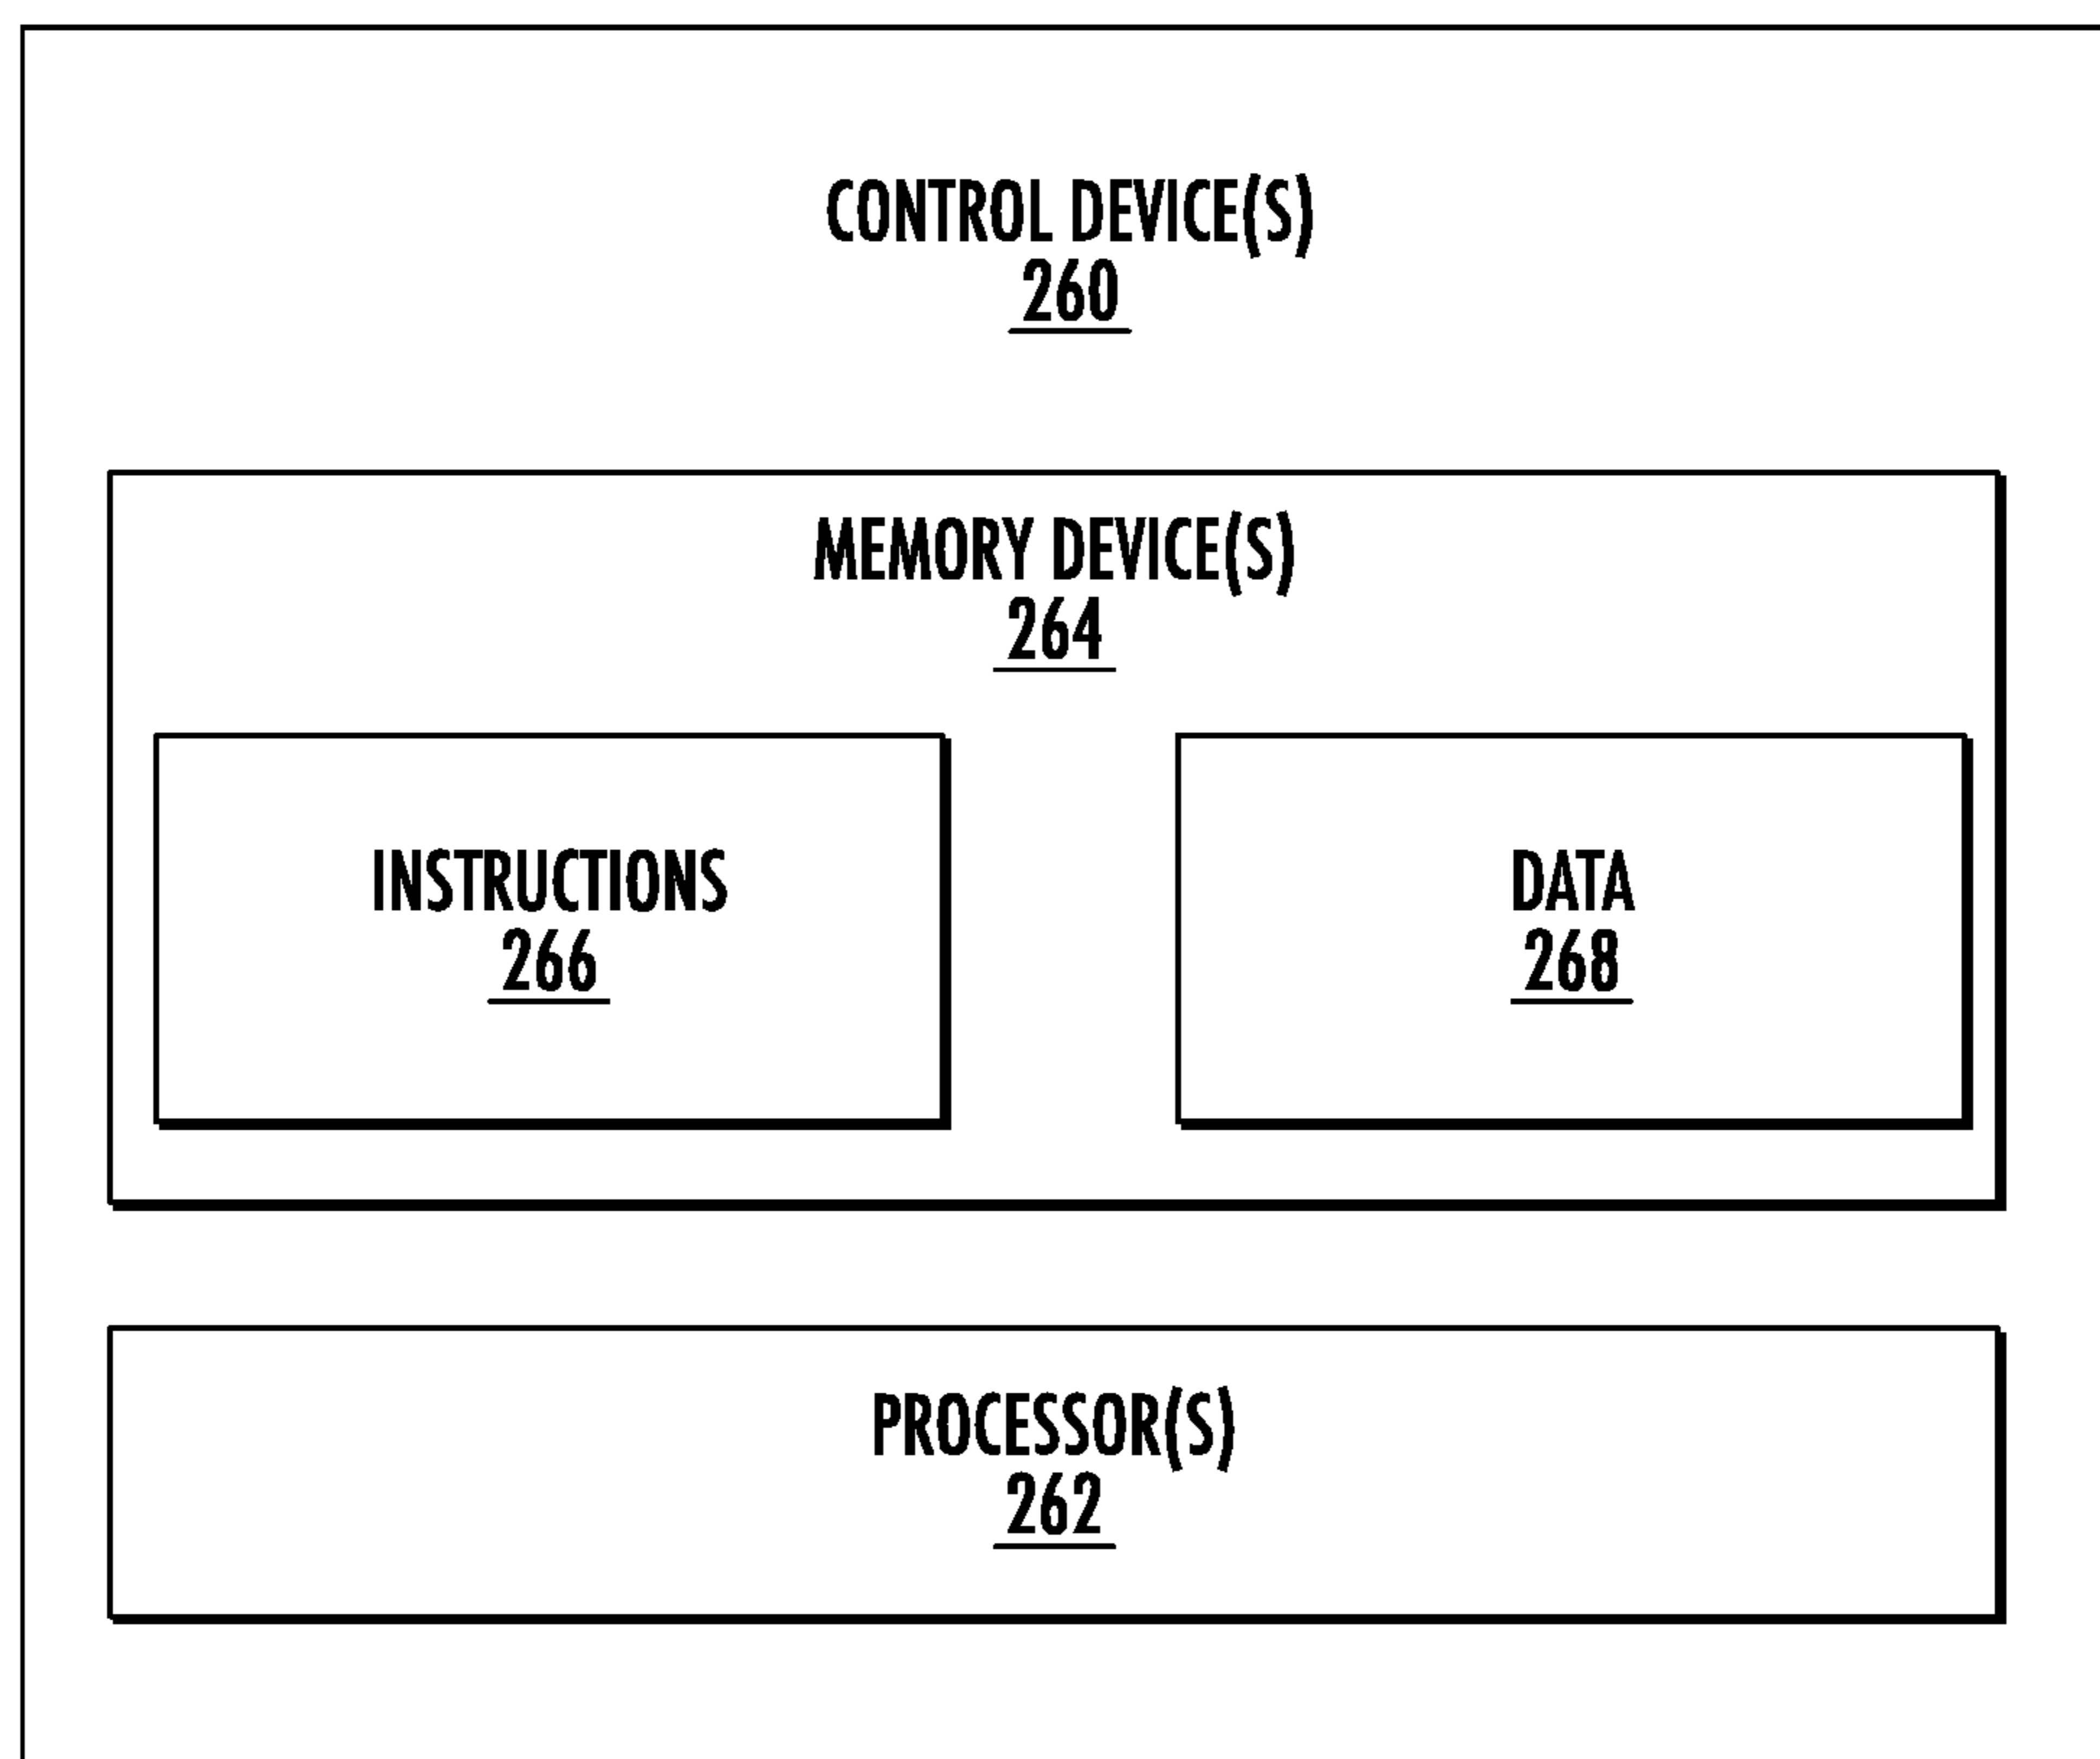 CONTROL DEVICE(S)
260
MEMORY DEVICE(S)
264
INSTRUCTIONS
266
DATA
268
PROCESSOR(S)
262